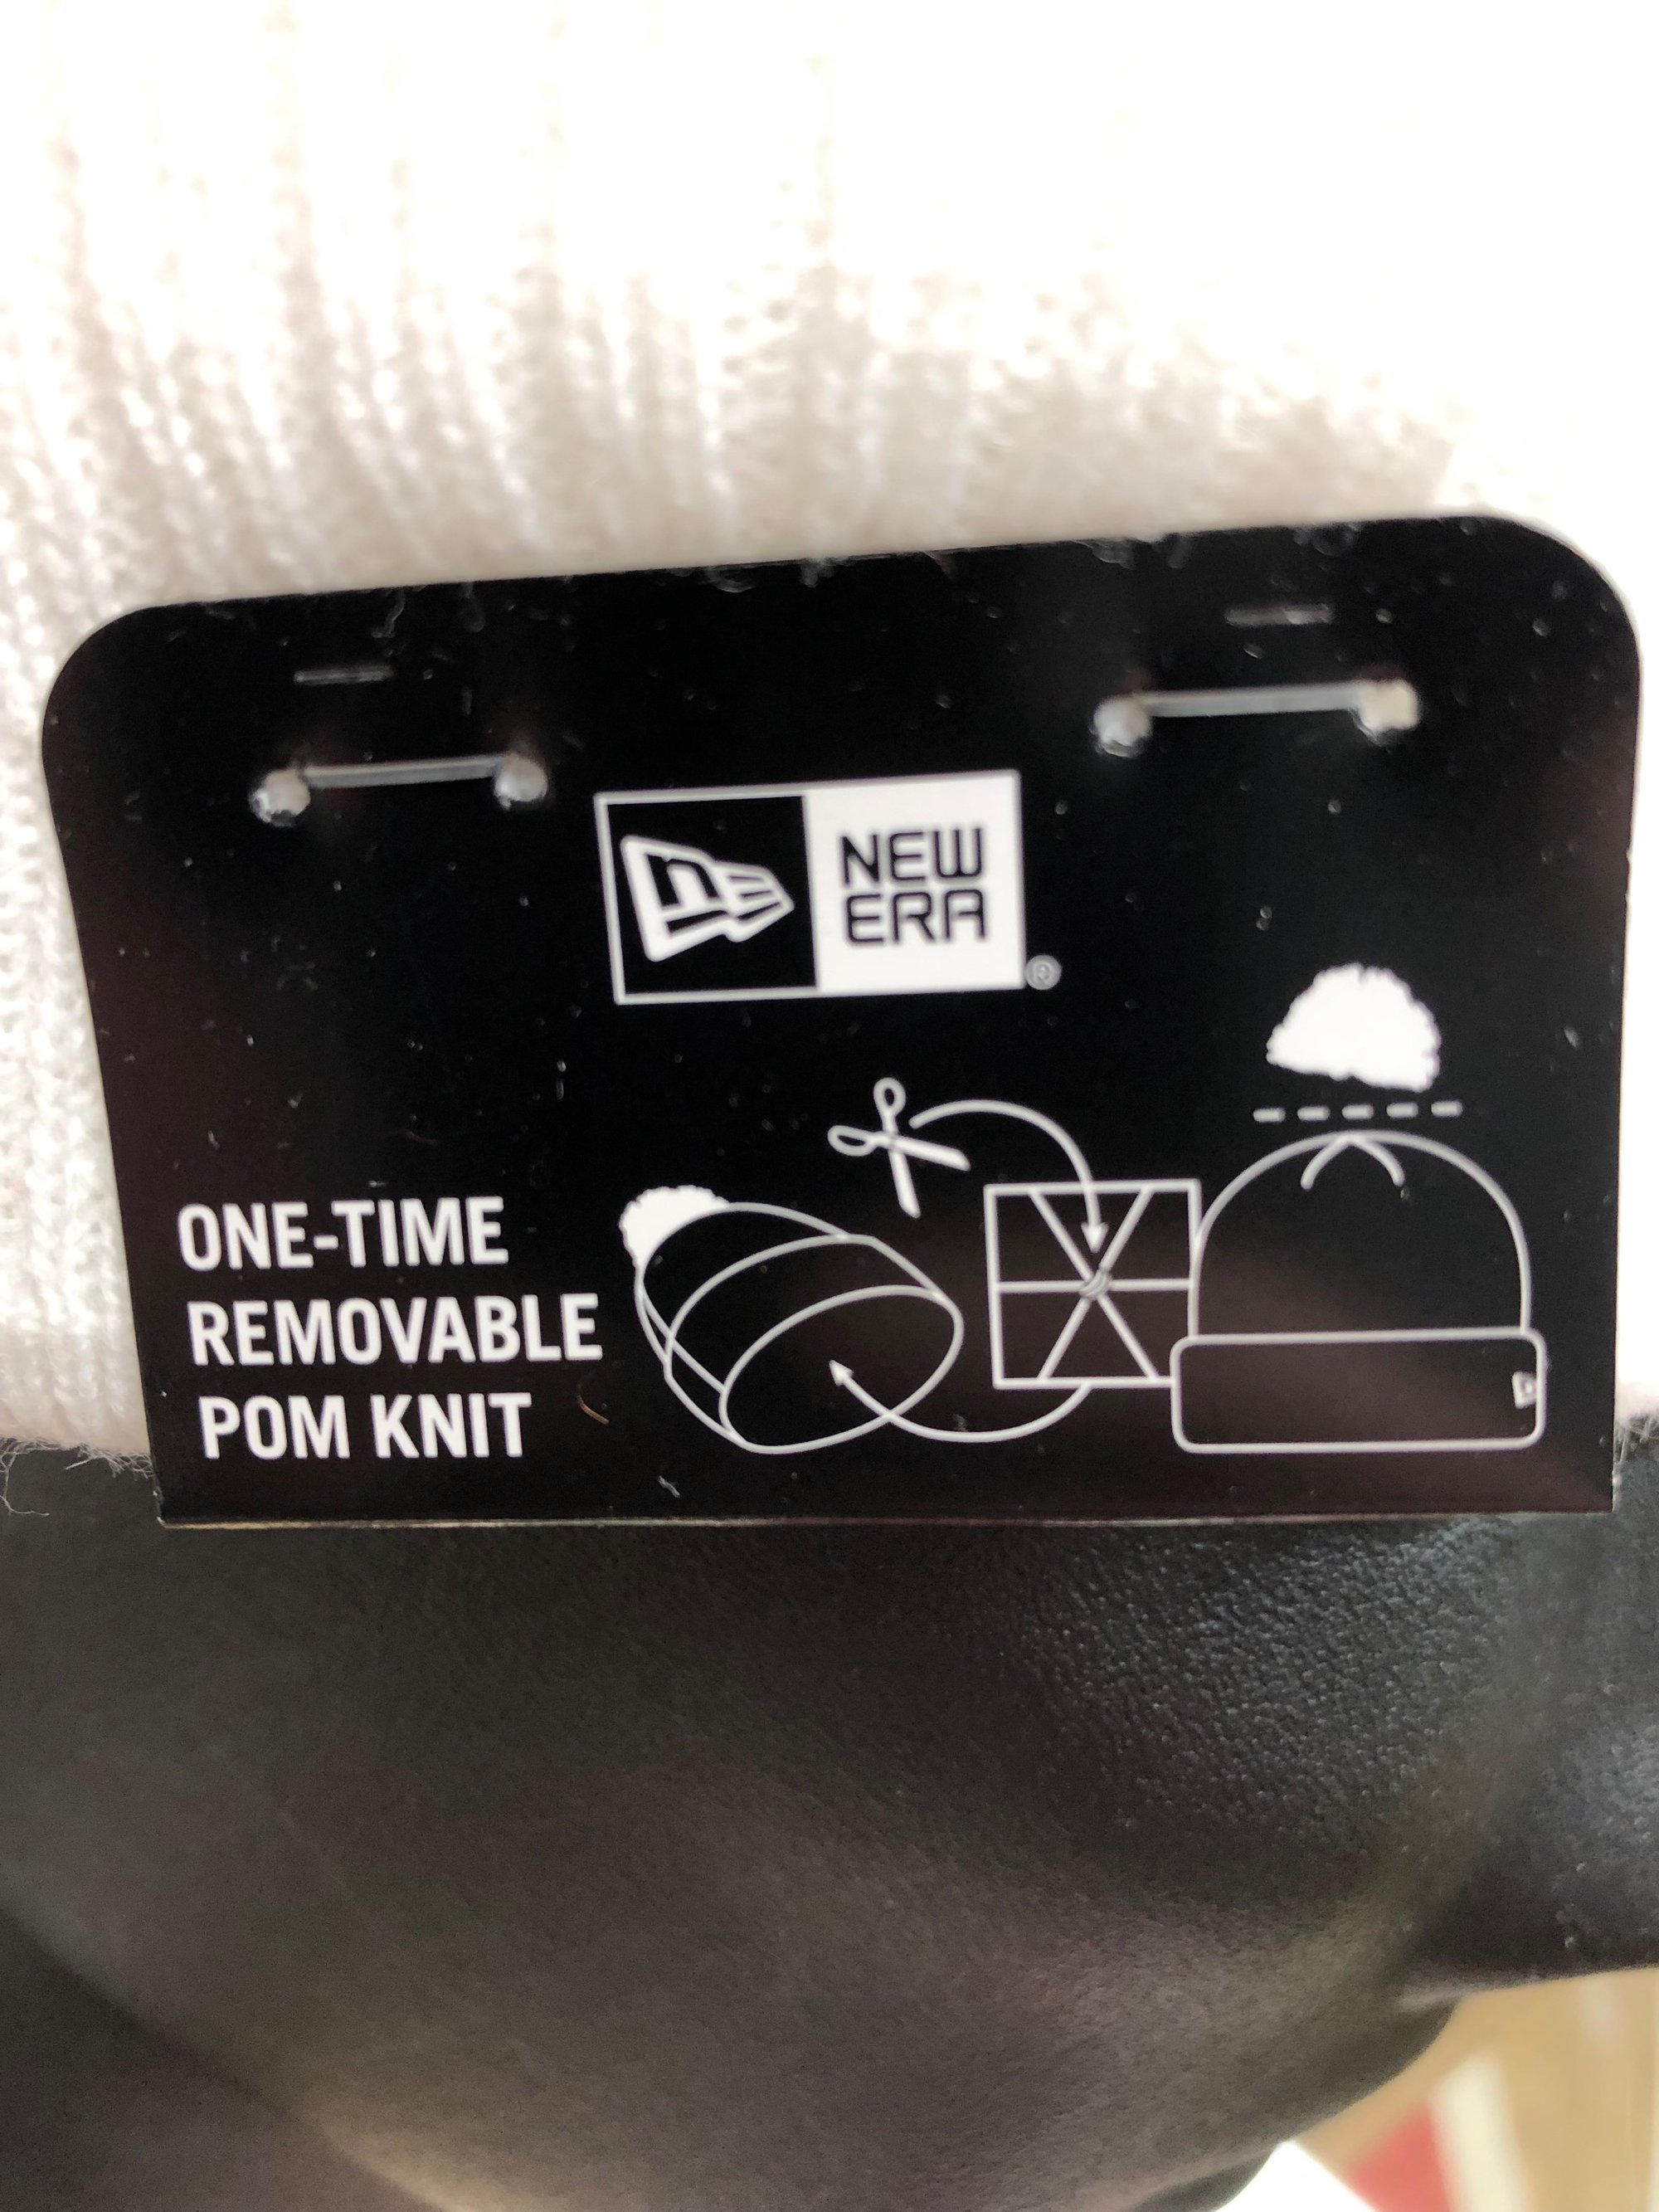 NEW
ERA
®
ONE-TIME
REMOVABLE
POM KNIT